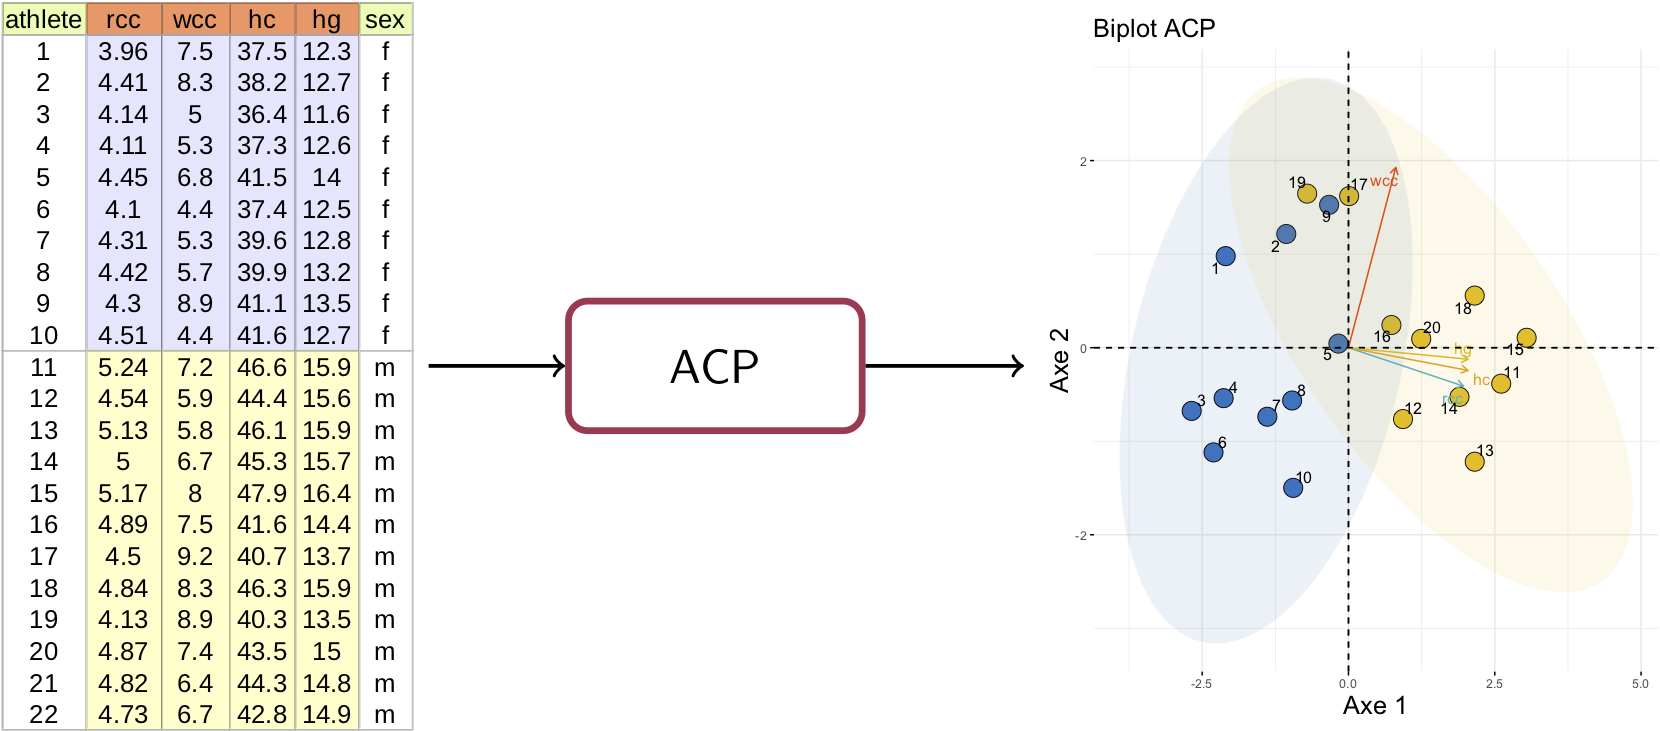 athlete rcc wcc hc hg sex
1 3.96 7.5 37.5 12.3 f
2 4.41 8.3 38.2 12.7 f
3 4.14 5 36.4 11.6 f
4 4.11 5.3 37.3 12.6 f
5 4.45 6.8 41.5 14 f
6 4.1 4.4 37.4 12.5 f
7 4.31 5.3 39.6 12.8 f
8 4.42 5.7 39.9 13.2 f
9 4.3 8.9 41.1 13.5 f
10 4.51 4.4 41.6 12.7 f
11 5.24 7.2 46.6 15.9 m
12 4.54 5.9 44.4 15.6 m
13 5.13 5.8 46.1 15.9 m
14 5 6.7 45.3 15.7 m
15 5.17 8 47.9 16.4 m
16 4.89 7.5 41.6 14.4 m
17 4.5 9.2 40.7 13.7 m
18 4.84 8.3 46.3 15.9 m
19 4.13 8.9 40.3 13.5 m
20 4.87 7.4 43.5 15 m
21 4.82 6.4 44.3 14.8 m
22 4.73 6.7 42.8 14.9 m
ACP
Biplot ACP
2
0
-2
Axe 2
19
17
wcc
9
2
1
18
20
16
hg
15
5
11
hc
4
8
rcc
3
7
12
14
6
13
10
-2.5 0.0 2.5 5.0
Axe 1